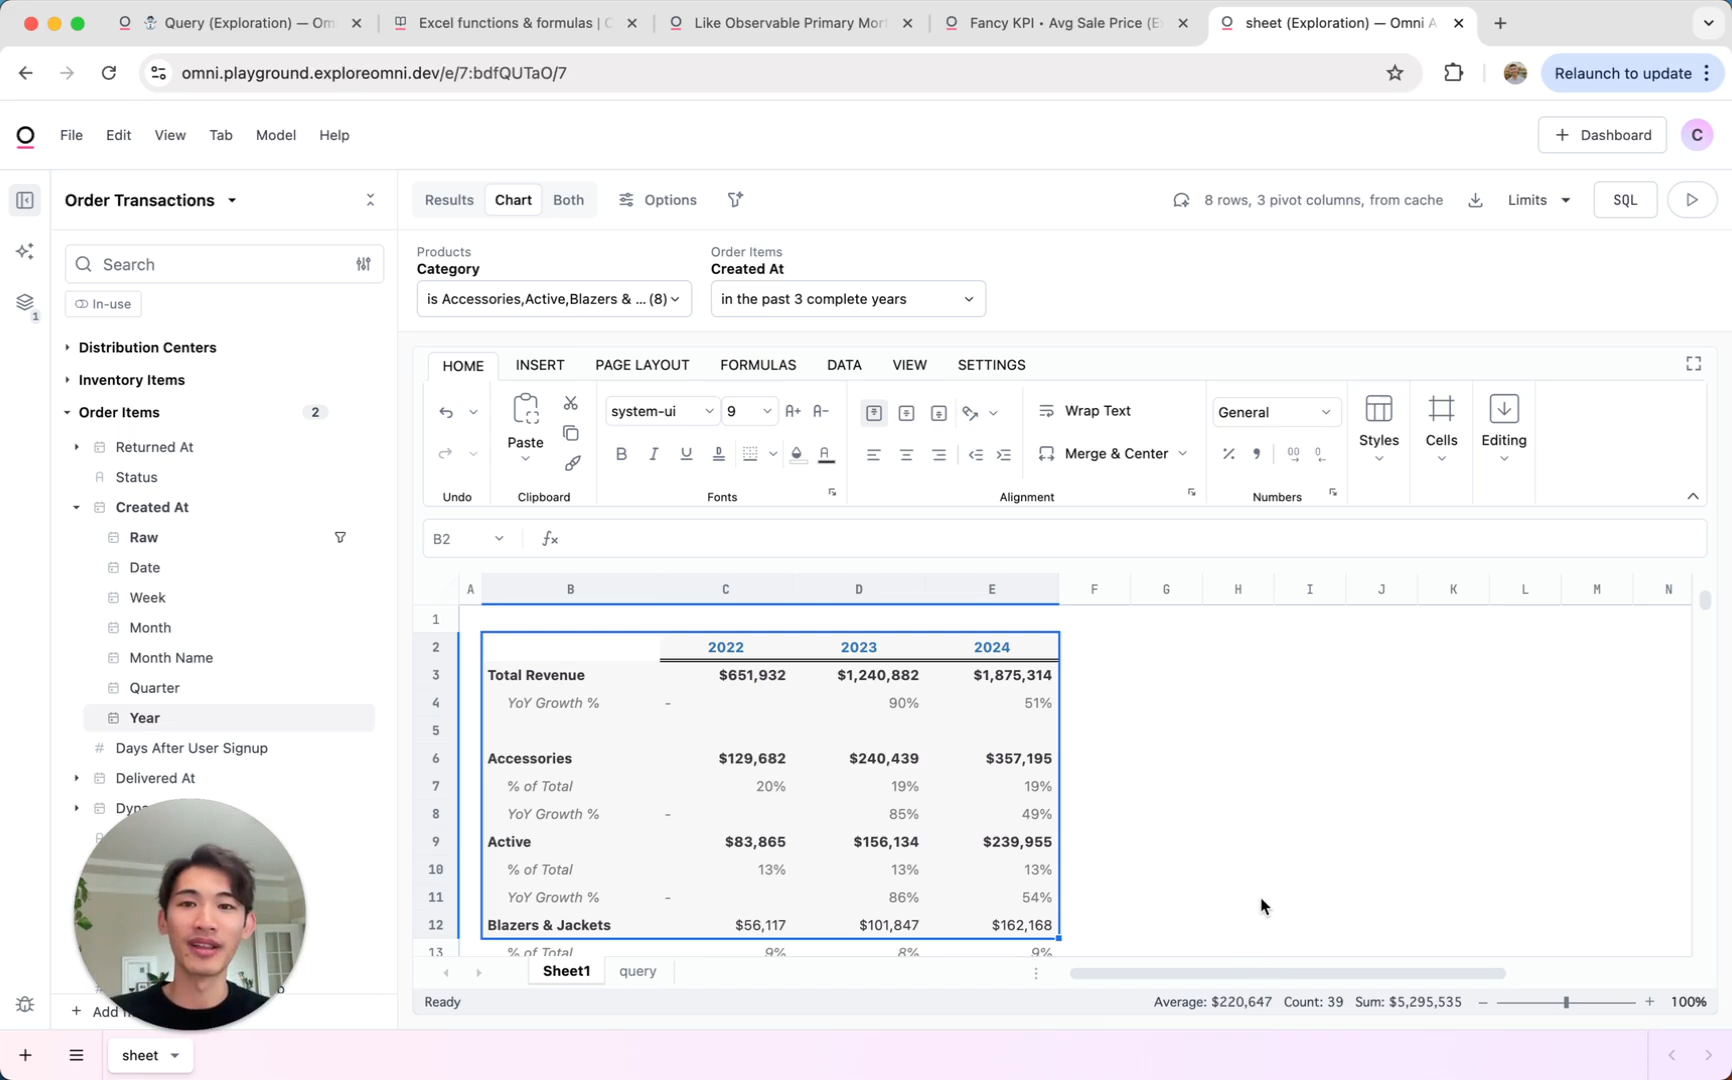 Query (Exploration) — Om
Excel functions & formulas |
Like Observable Primary Mor
Fancy KPI • Avg Sale Price (E
sheet (Exploration) — Omni A
omni.playground.exploreomni.dev/e/7:bdfQUTaO/7
Relaunch to update
File Edit View Tab Model Help
Dashboard
C
Order Transactions
Results Chart Both Options
8 rows, 3 pivot columns, from cache
Limits
SQL
Search
In-use
1
Products
Category
is Accessories,Active,Blazers & ... (8)
Order Items
Created At
in the past 3 complete years
Distribution Centers
Inventory Items
Order Items 2
Returned At
Status
Created At
Raw
Date
Week
Month
Month Name
Quarter
Year
Days After User Signup
Delivered At
HOME INSERT PAGE LAYOUT FORMULAS DATA VIEW SETTINGS
Undo
Paste
Clipboard
system-ui 9
A+ A-
B I U D A
Fonts
Wrap Text
Merge & Center
Alignment
General
% , 00 0
Numbers
Styles
Cells
Editing
B2 fx
A B C D E F G H I J K L M N
1
2 2022 2023 2024
3 Total Revenue $651,932 $1,240,882 $1,875,314
4 YoY Growth % - 90% 51%
5
6 Accessories $129,682 $240,439 $357,195
7 % of Total 20% 19% 19%
8 YoY Growth % - 85% 49%
9 Active $83,865 $156,134 $239,955
10 % of Total 13% 13% 13%
11 YoY Growth % - 86% 54%
12 Blazers & Jackets $56,117 $101,847 $162,168
13 % of Total 9% 8% 9%
Sheet1 query
Ready
Average: $220,647 Count: 39 Sum: $5,295,535
100%
sheet